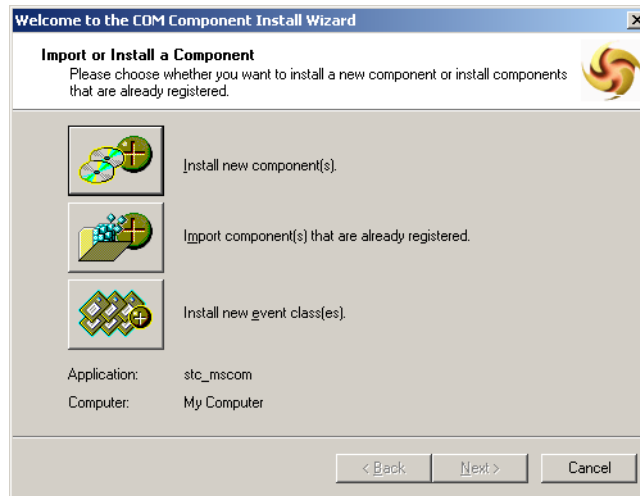 Welcome to the COM Component Install Wizard
Import or Install a Component
Please choose whether you want to install a new component or install components
that are already registered.
Install new component(s).
Import component(s) that are already registered.
Install new event class(es).
Application: stc_mscom
Computer: My Computer
< Back Next > Cancel